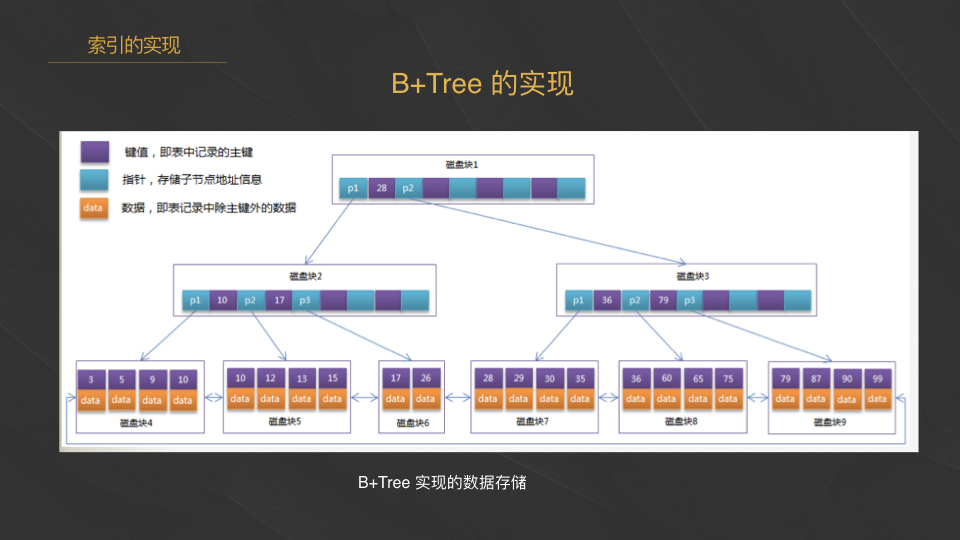 索引的实现
B+Tree 的实现
键值，即表中记录的主键
指针，存储子节点地址信息
data 数据，即表记录中除主键外的数据
磁盘块1
p1 28 p2
磁盘块2
p1 10 p2 17 p3
磁盘块3
p1 36 p2 79 p3
3 5 9 10
data data data data
磁盘块4
10 12 13 15
data data data data
磁盘块5
17 26
data data
磁盘块6
28 29 30 35
data data data data
磁盘块7
36 60 65 75
data data data data
磁盘块8
79 87 90 99
data data data data
磁盘块9
B+Tree 实现的数据存储